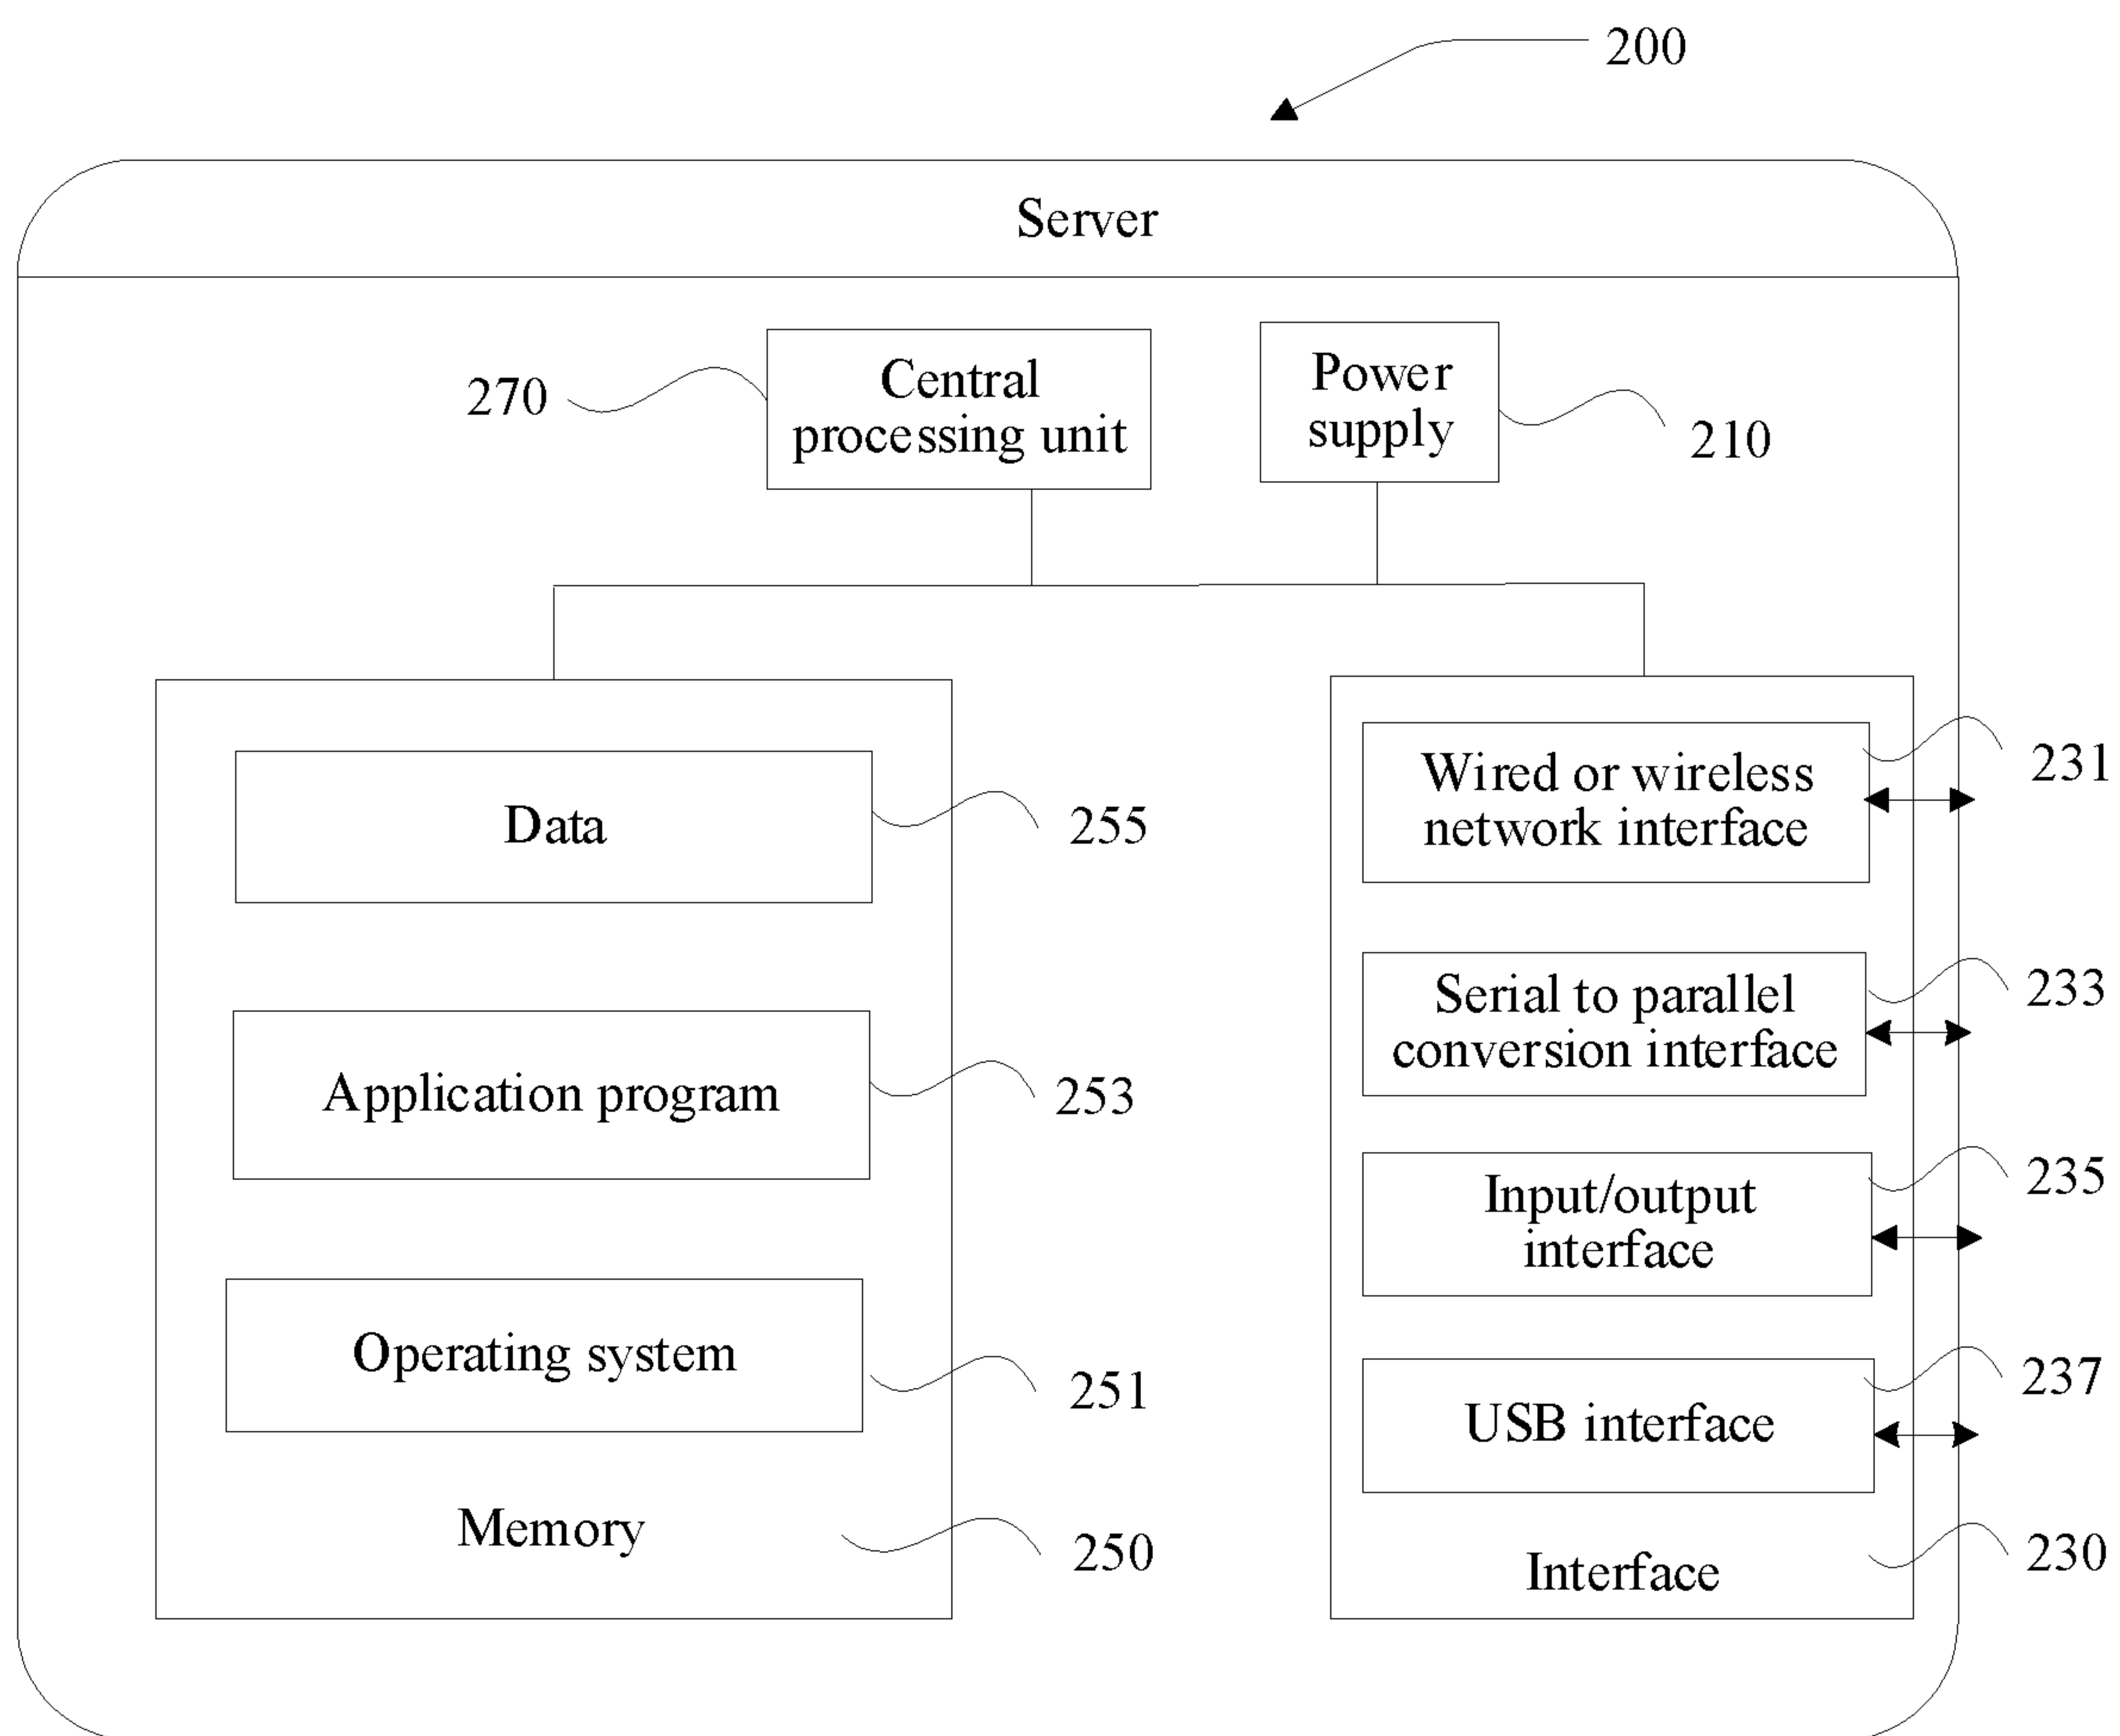 200
Server
270
Central
processing unit
Power
supply
210
Data
255
Application program
253
Operating system
251
Memory
250
Wired or wireless
network interface
231
Serial to parallel
conversion interface
233
Input/output
interface
235
USB interface
237
Interface
230